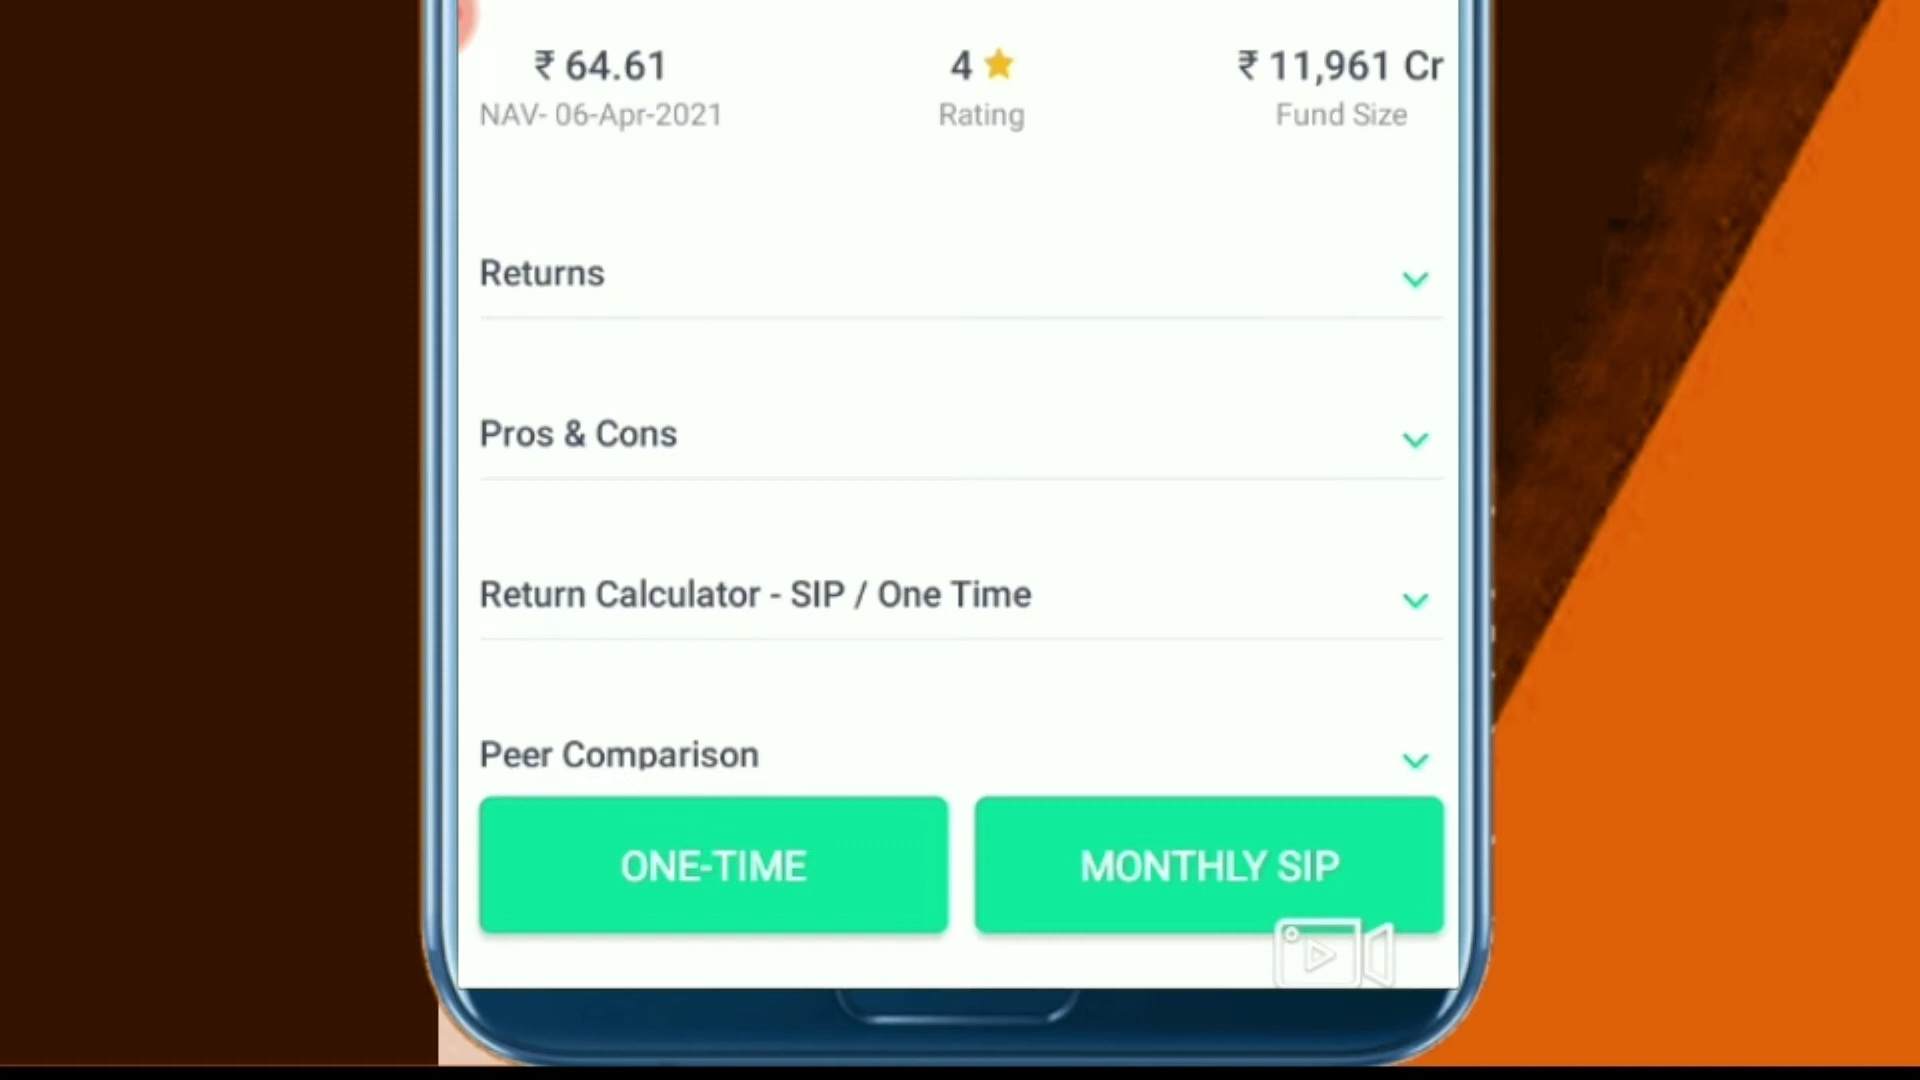 ₹ 64.61 4 ₹ 11,961 Cr
NAV- 06-Apr-2021 Rating Fund Size
Returns
Pros & Cons
Return Calculator - SIP / One Time
Peer Comparison
ONE-TIME MONTHLY SIP